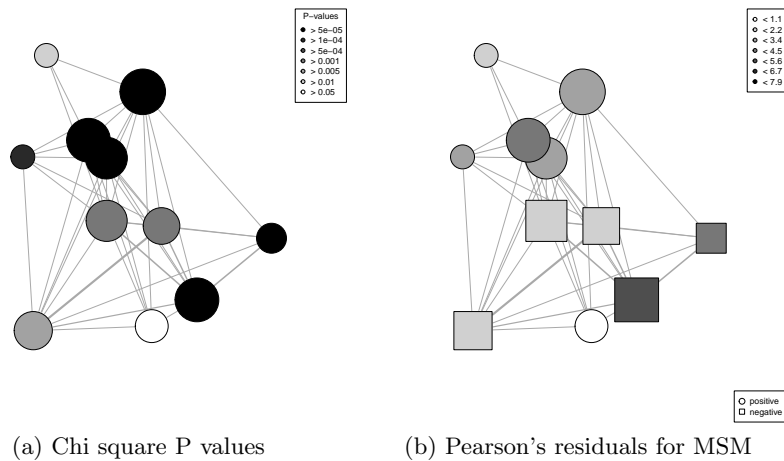 P-values
> 5e−05
> 1e−04
> 5e−04
> 0.001
> 0.005
> 0.01
> 0.05
< 1.1
< 2.2
< 3.4
< 4.5
< 5.6
< 6.7
< 7.9
positive
negative
(a) Chi square P values
(b) Pearson's residuals for MSM